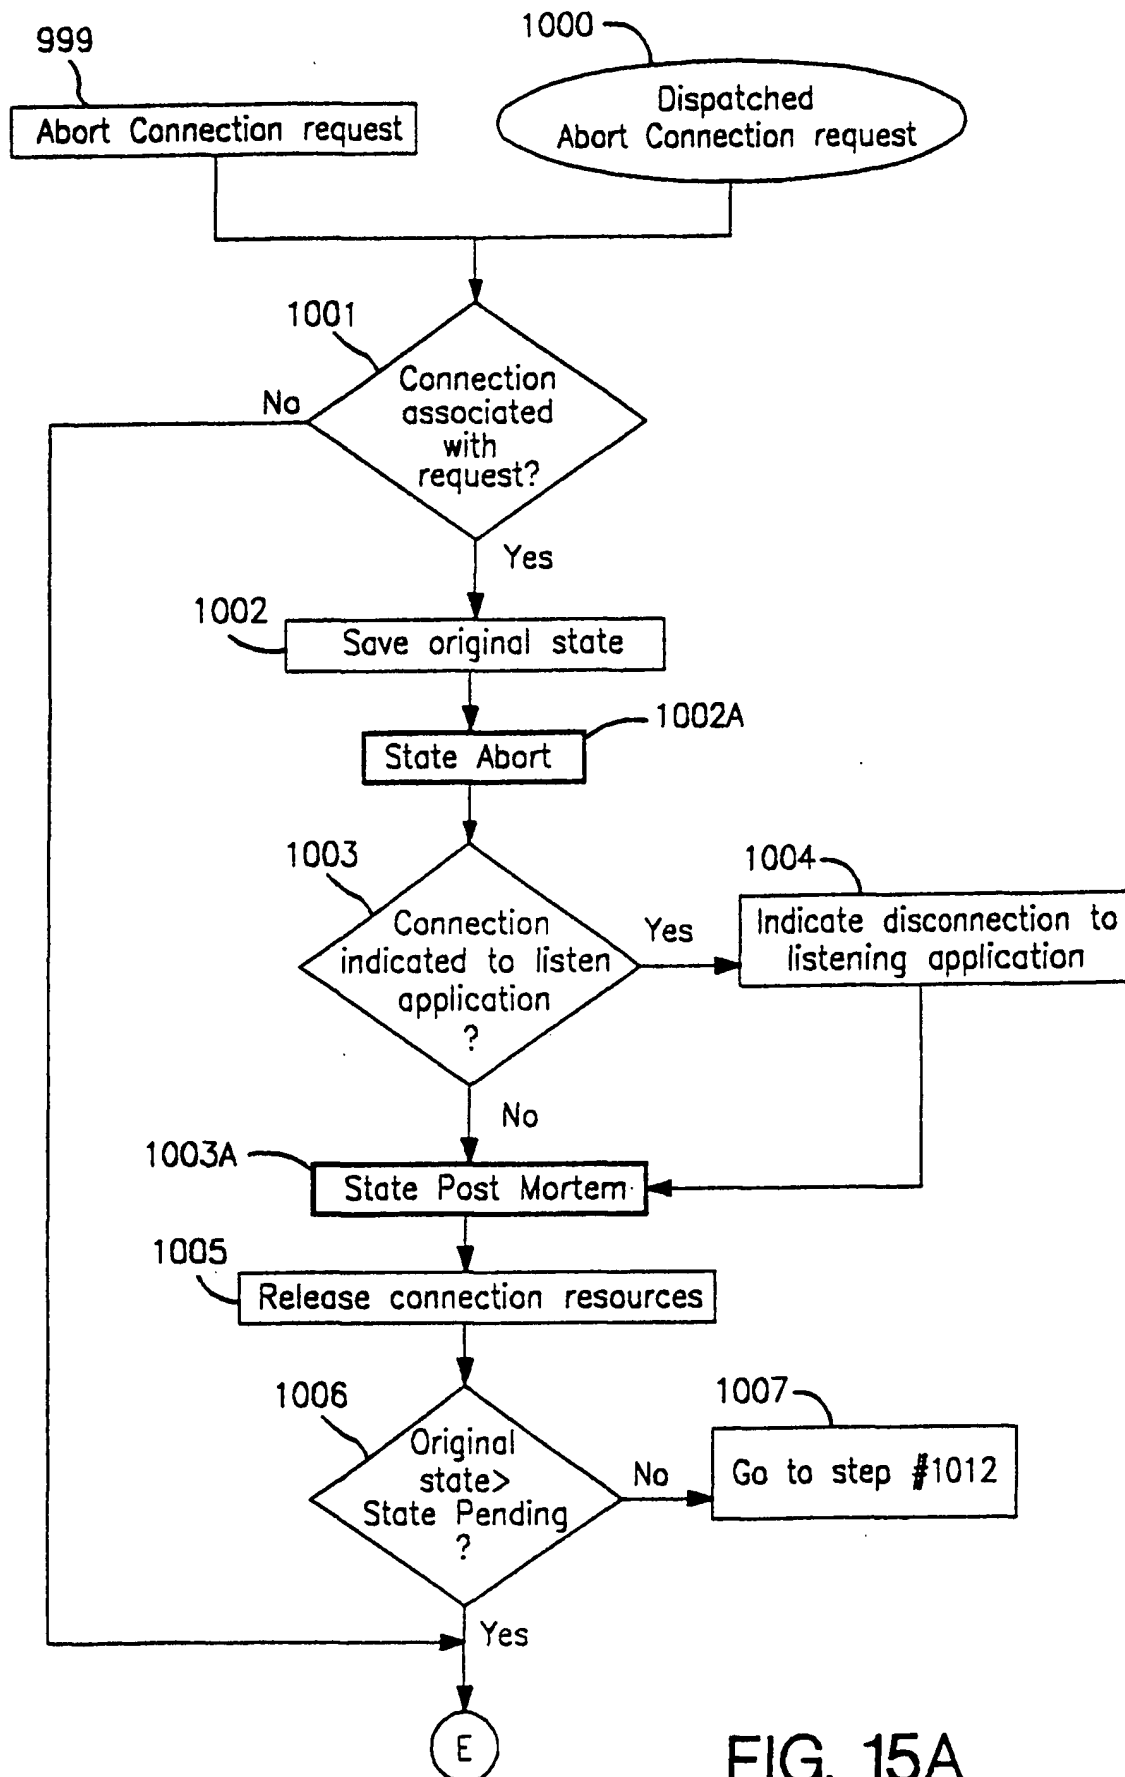 999
Abort Connection request
1000
Dispatched
Abort Connection request
1001
Connection
associated
with
request?
No
Yes
1002
Save original state
1002A
State Abort
1003
Connection
indicated to listen
application
?
Yes
1004
Indicate disconnection to
listening application
No
1003A
State Post Mortem
1005
Release connection resources
1006
Original
state>
State Pending
?
No
1007
Go to step #1012
Yes
E
FIG. 15A